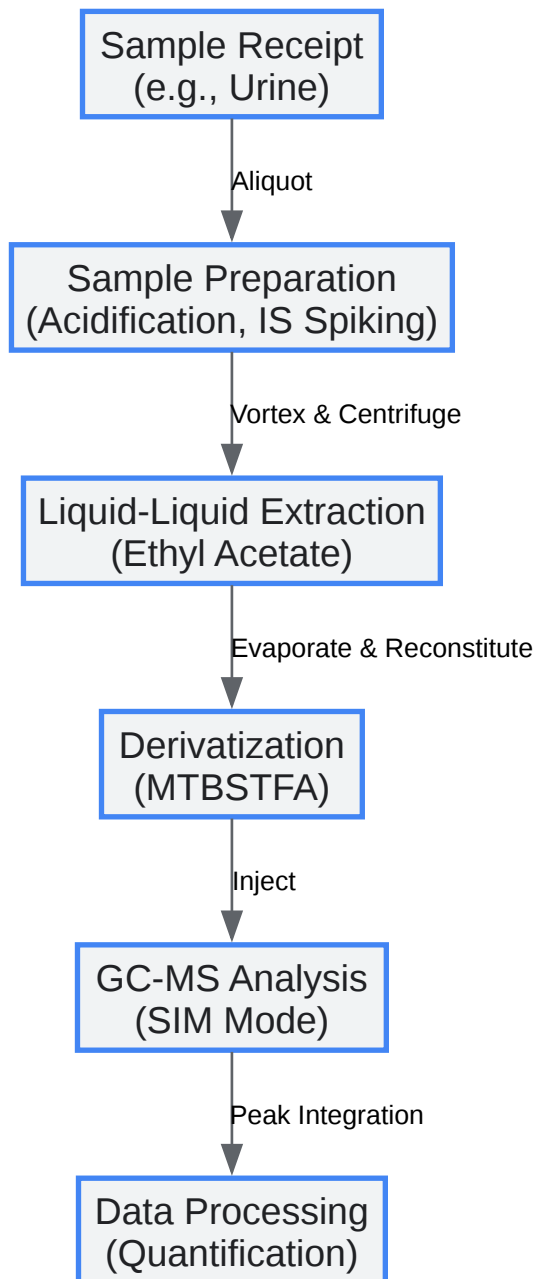 Sample Receipt
(e.g., Urine)
Aliquot
Sample Preparation
(Acidification, IS Spiking)
Vortex & Centrifuge
Liquid-Liquid Extraction
(Ethyl Acetate)
Evaporate & Reconstitute
Derivatization
(MTBSTFA)
Inject
GC-MS Analysis
(SIM Mode)
Peak Integration
Data Processing
(Quantification)